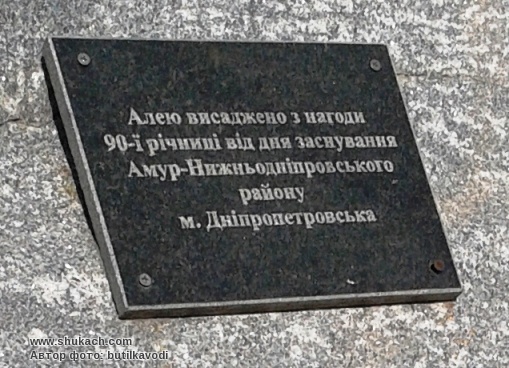 Алею висаджено з нагоди
90-ї річниці від дня заснування
Амур-Нижньодніпровського
району
м. Дніпропетровська
www.shukach.com
Автор фото: butilkavodi